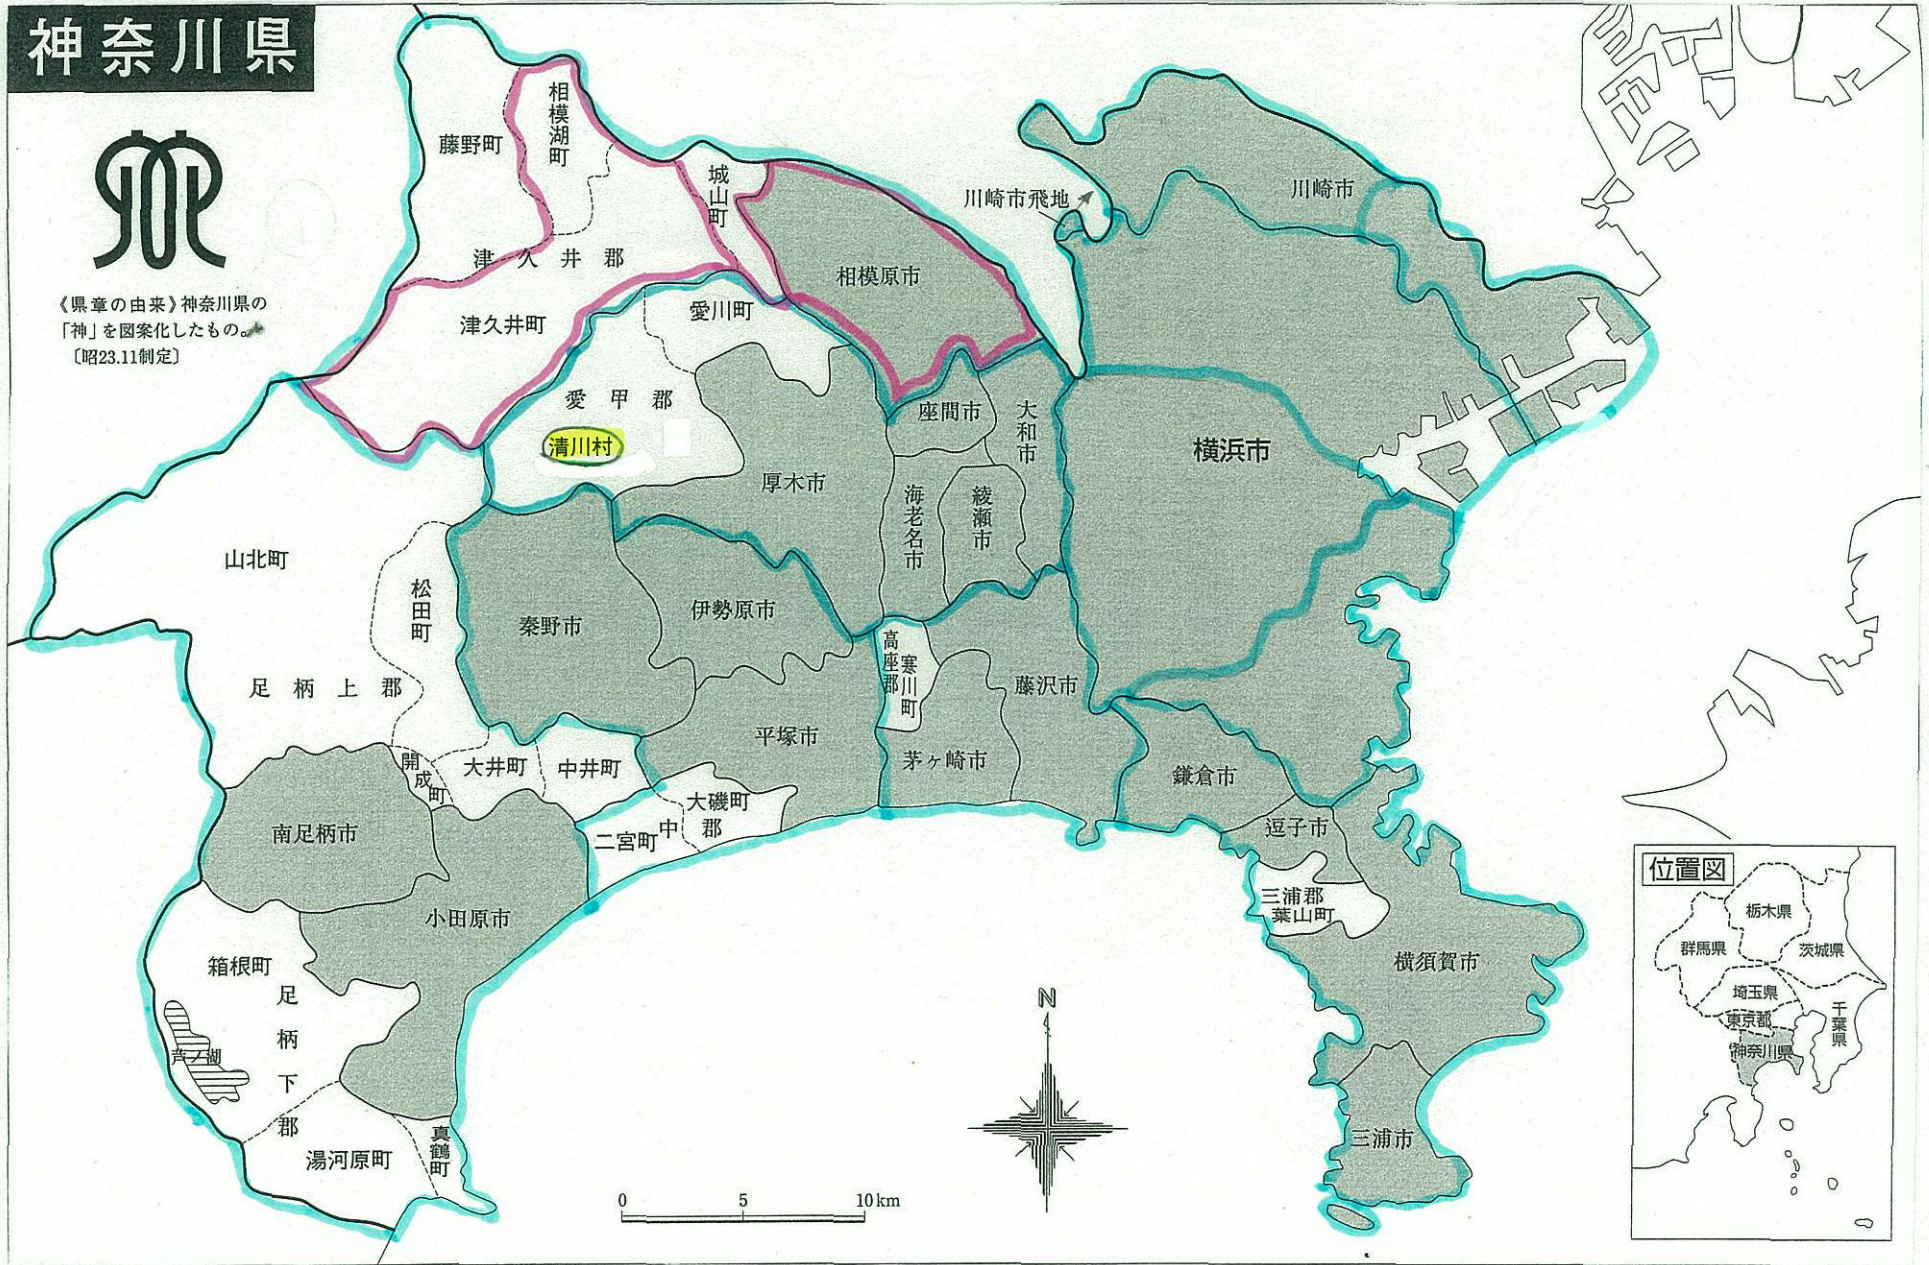 神奈川県
《県章の由来》神奈川県の
「神」を図案化したもの。
〔昭23.11制定〕
藤野町
相模湖町
城山町
津久井郡
津久井町
相模原市
川崎市飛地
川崎市
愛川町
愛甲郡
清川村
厚木市
座間市
大和市
海老名市
綾瀬市
横浜市
山北町
松田町
足柄上郡
秦野市
伊勢原市
平塚市
高座郡
寒川町
藤沢市
茅ヶ崎市
鎌倉市
逗子市
三浦郡
葉山町
横須賀市
三浦市
開成町
大井町
中井町
大磯町
二宮町
中郡
南足柄市
小田原市
箱根町
足柄下郡
芦ノ湖
湯河原町
真鶴町
N
0 5 10km
位置図
栃木県
群馬県
茨城県
埼玉県
東京都
千葉県
神奈川県